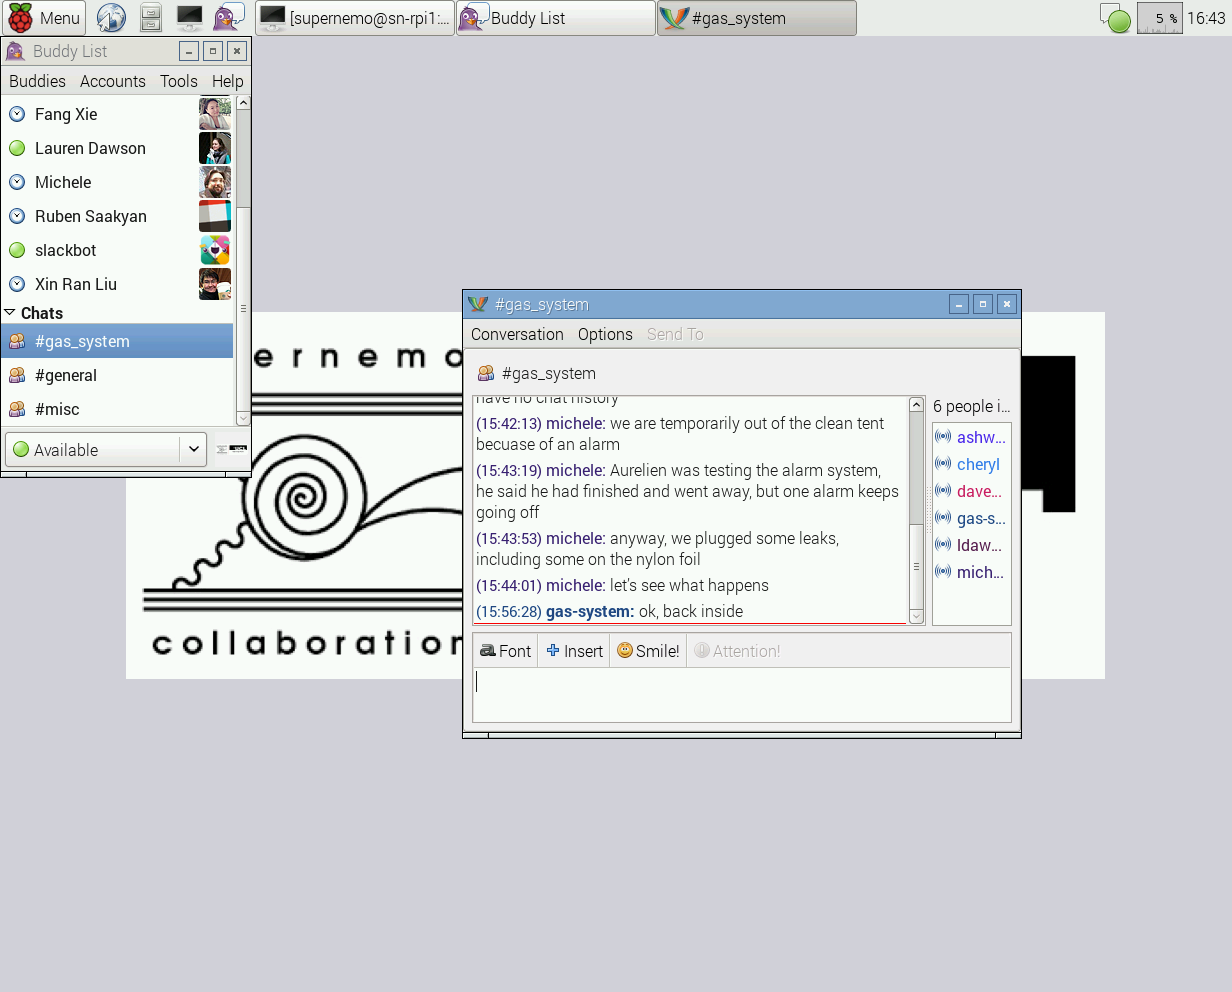 Menu
[supernemo@sn-rpi1:...
Buddy List
#gas_system
5 %
16:43
Buddy List
Buddies Accounts Tools Help
Fang Xie
Lauren Dawson
Michele
Ruben Saakyan
slackbot
Xin Ran Liu
Chats
#gas_system
#general
#misc
Available
ernemo
collaboration
#gas_system
Conversation Options Send To
#gas_system
have no chat history
(15:42:13) michele: we are temporarily out of the clean tent
becuase of an alarm
(15:43:19) michele: Aurelien was testing the alarm system,
he said he had finished and went away, but one alarm keeps
going off
(15:43:53) michele: anyway, we plugged some leaks,
including some on the nylon foil
(15:44:01) michele: let's see what happens
(15:56:28) gas-system: ok, back inside
6 people i...
ashw...
cheryl
dave...
gas-s...
ldaw...
mich...
Font Insert Smile! Attention!